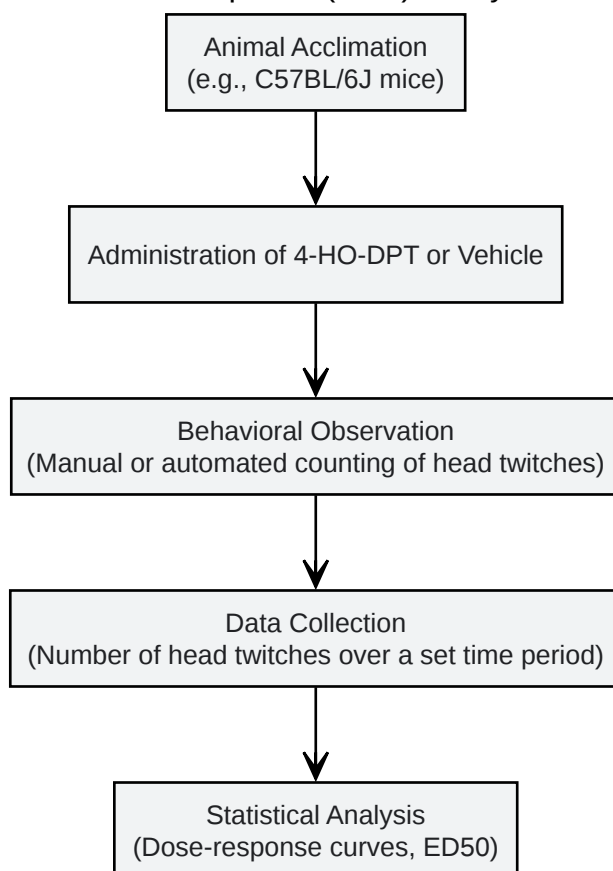 Animal Acclimation
(e.g., C57BL/6J mice)
Administration of 4-HO-DPT or Vehicle
Behavioral Observation
(Manual or automated counting of head twitches)
Data Collection
(Number of head twitches over a set time period)
Statistical Analysis
(Dose-response curves, ED50)